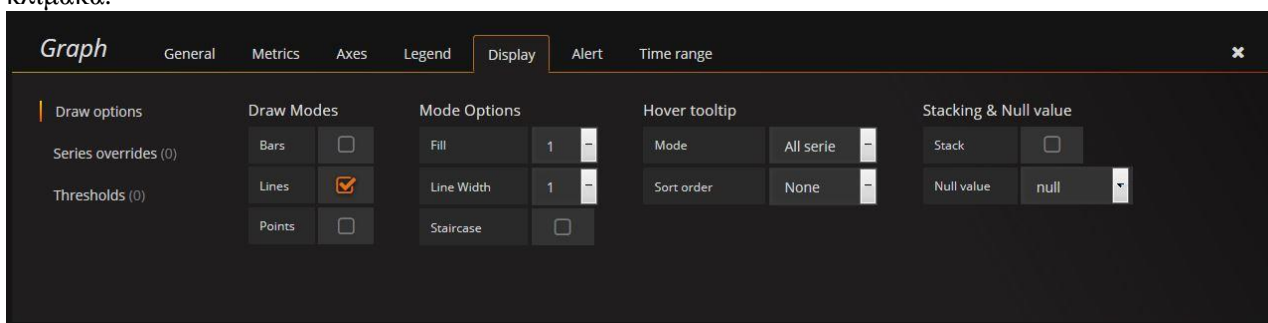 κλίμακα.
Graph General Metrics Axes Legend Display Alert Time range
Draw options
Series overrides (0)
Thresholds (0)
Draw Modes
Bars
Lines
Points
Mode Options
Fill 1
Line Width 1
Staircase
Hover tooltip
Mode All serie
Sort order None
Stacking & Null value
Stack
Null value null